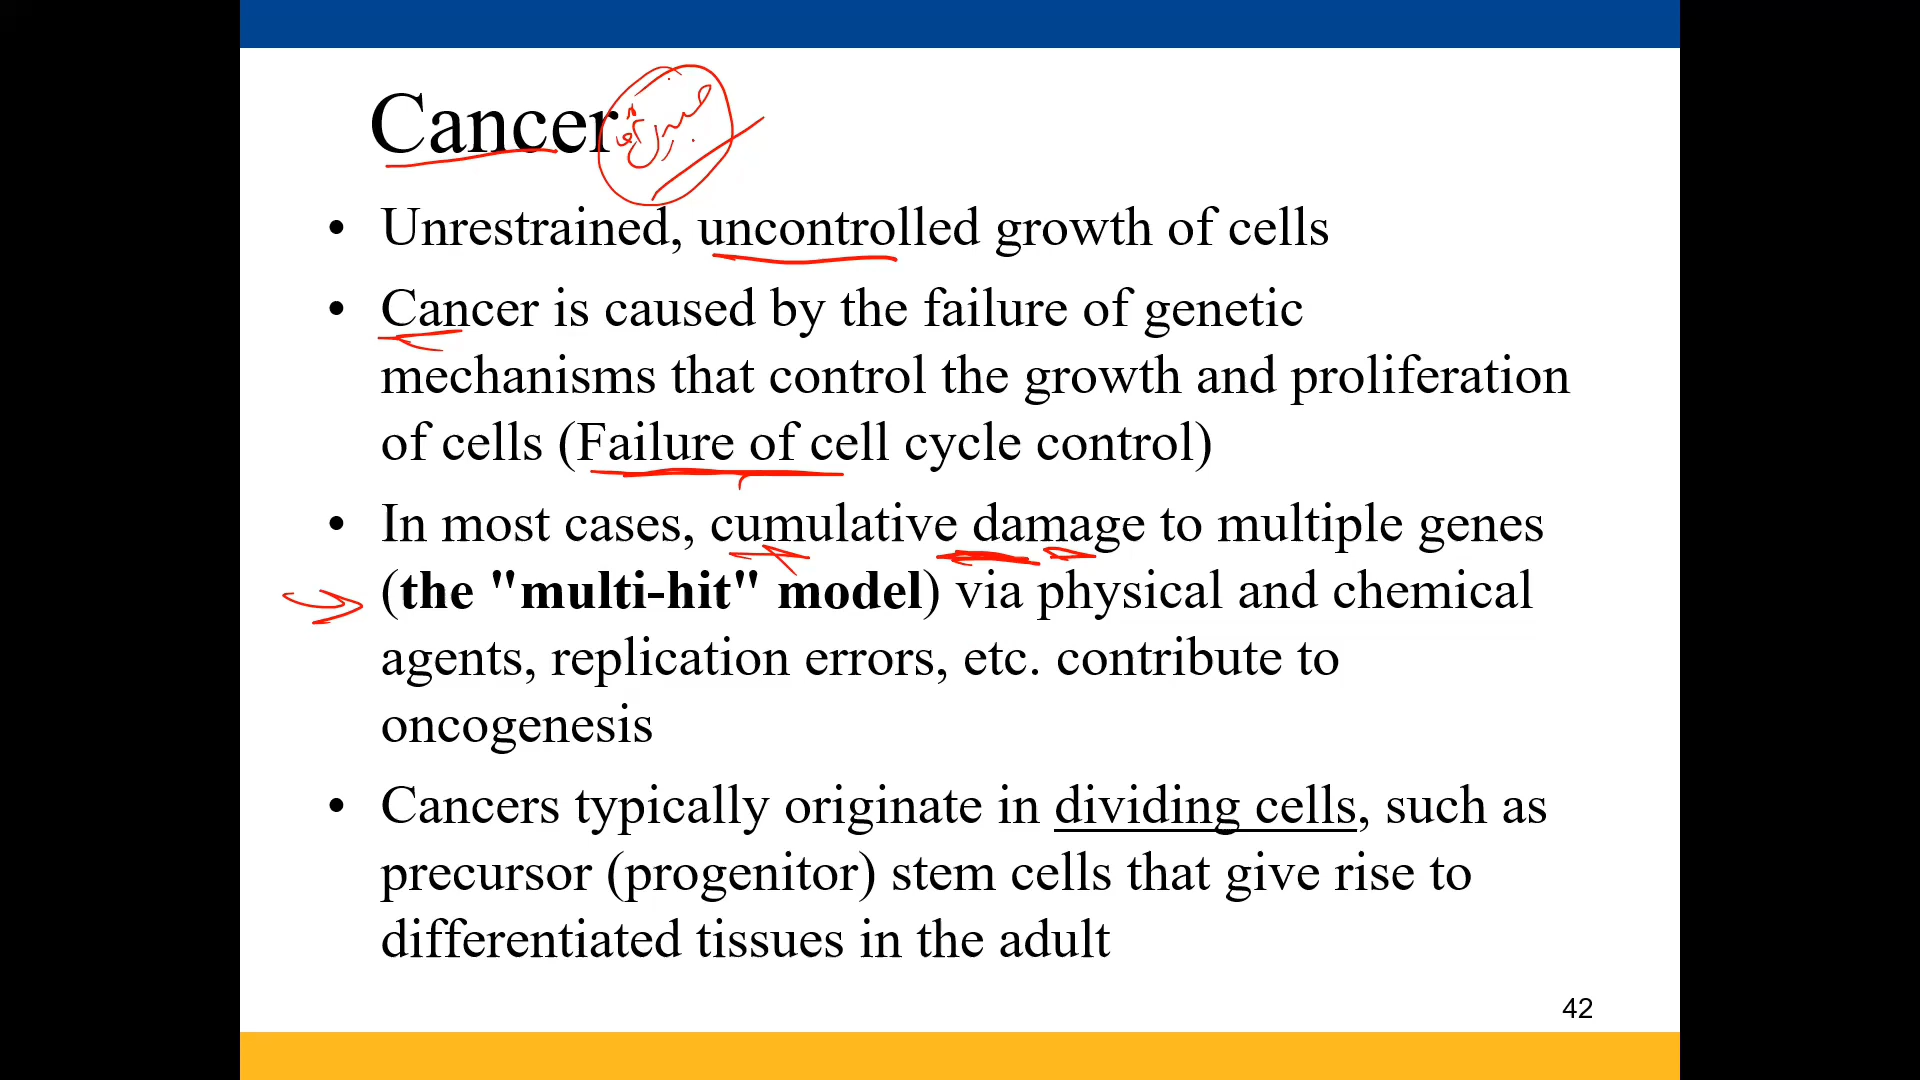 Cancer
• Unrestrained, uncontrolled growth of cells
• Cancer is caused by the failure of genetic
mechanisms that control the growth and proliferation
of cells (Failure of cell cycle control)
• In most cases, cumulative damage to multiple genes
(the "multi-hit" model) via physical and chemical
agents, replication errors, etc. contribute to
oncogenesis
• Cancers typically originate in dividing cells, such as
precursor (progenitor) stem cells that give rise to
differentiated tissues in the adult
42